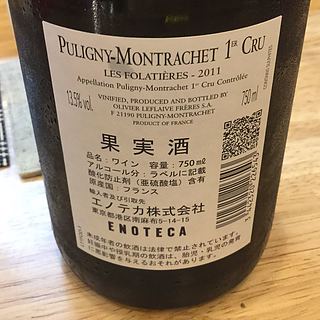 PULIGNY-MONTRACHET 1ER CRU
LES FOLATIÈRES - 2011
Appellation Puligny-Montrachet 1er Cru Contrôlée
13.5% vol.
VINIFIED, PRODUCED AND BOTTLED BY
OLIVIER LEFLAIVE FRÈRES S.A.
F 21190 PULIGNY-MONTRACHET
PRODUCT OF FRANCE
750 ml
果実酒
品名：ワイン 容量：750mℓ
アルコール分：ラベルに記載
酸化防止剤（亜硫酸塩）含有
原産国：フランス
輸入者及び引取先
エノテカ株式会社
東京都港区南麻布5-14-15
ENOTECA
未成年者の飲酒は法律で禁止されています。
妊娠中や授乳期の飲酒は、胎児・乳児の発育
に悪影響を与えるおそれがあります。